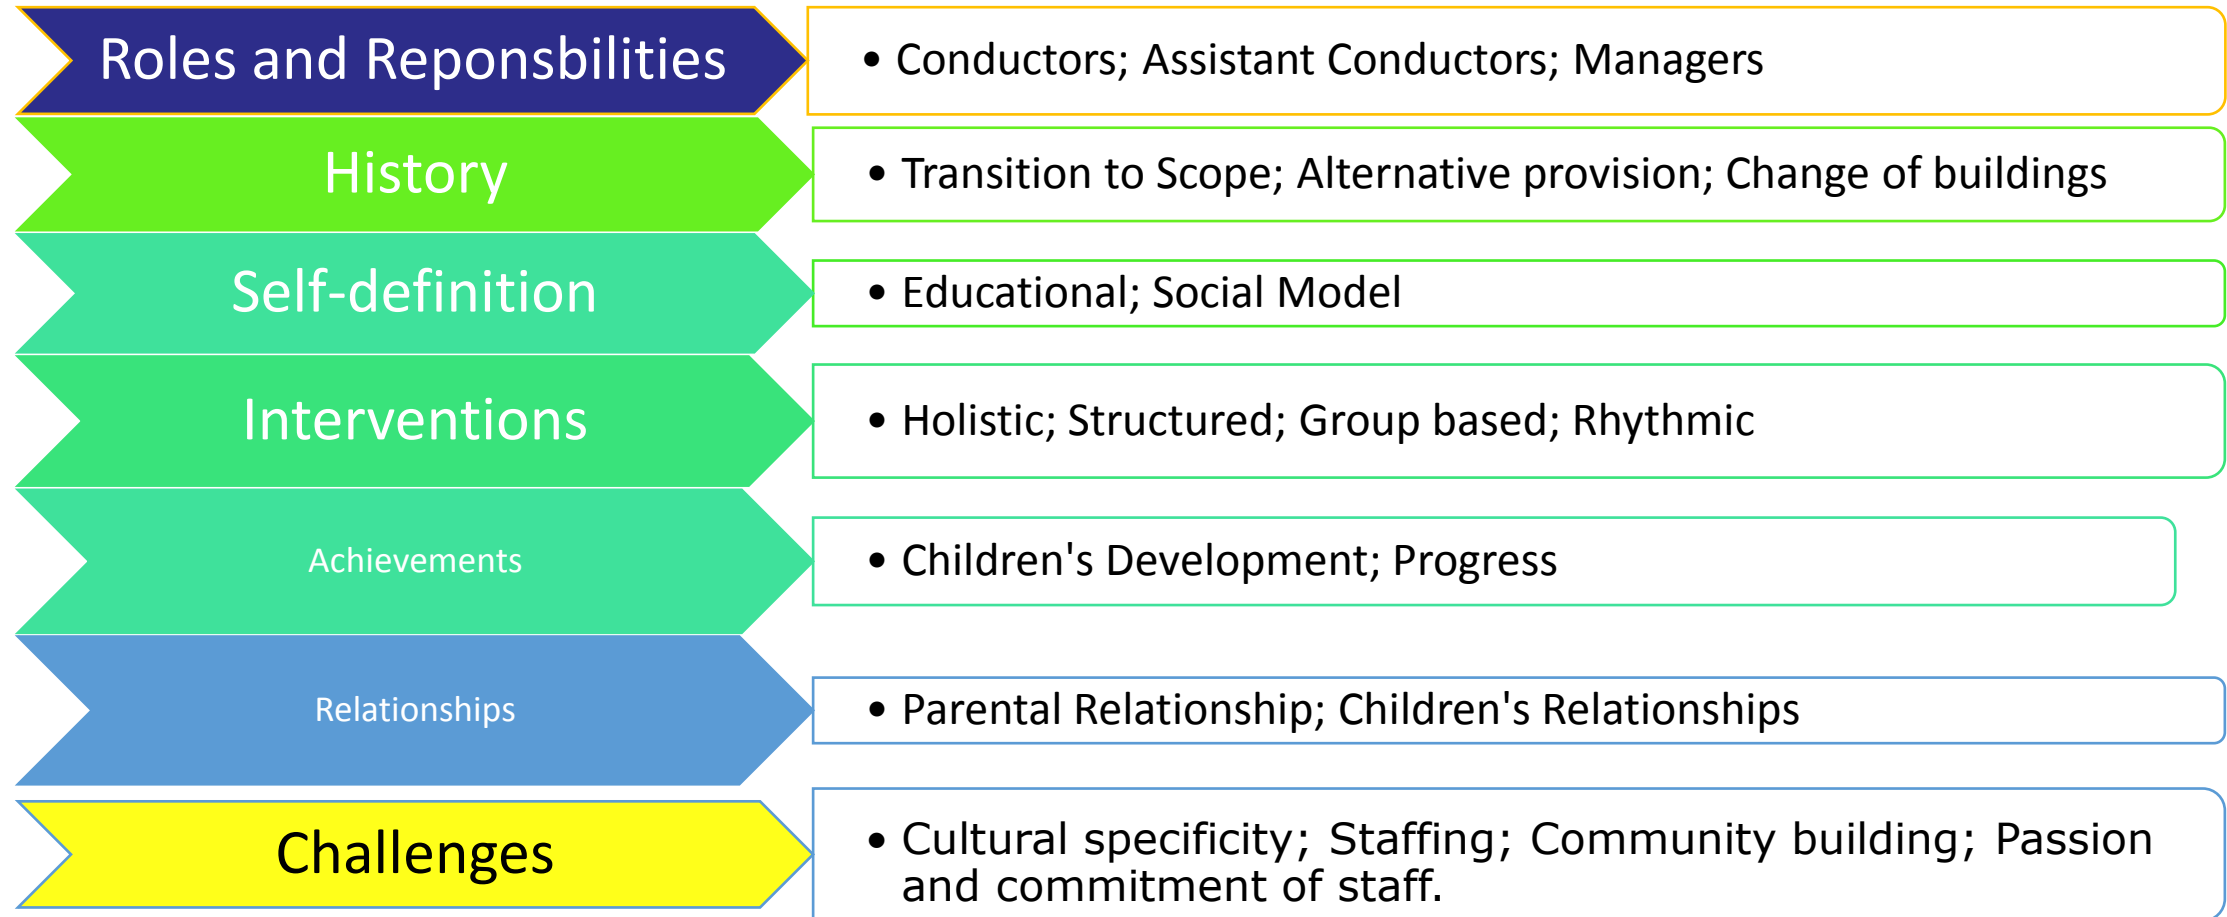 Roles and Reponsbilities
• Conductors; Assistant Conductors; Managers
History
• Transition to Scope; Alternative provision; Change of buildings
Self-definition
• Educational; Social Model
Interventions
• Holistic; Structured; Group based; Rhythmic
Achievements
• Children's Development; Progress
Relationships
• Parental Relationship; Children's Relationships
Challenges
• Cultural specificity; Staffing; Community building; Passion
and commitment of staff.